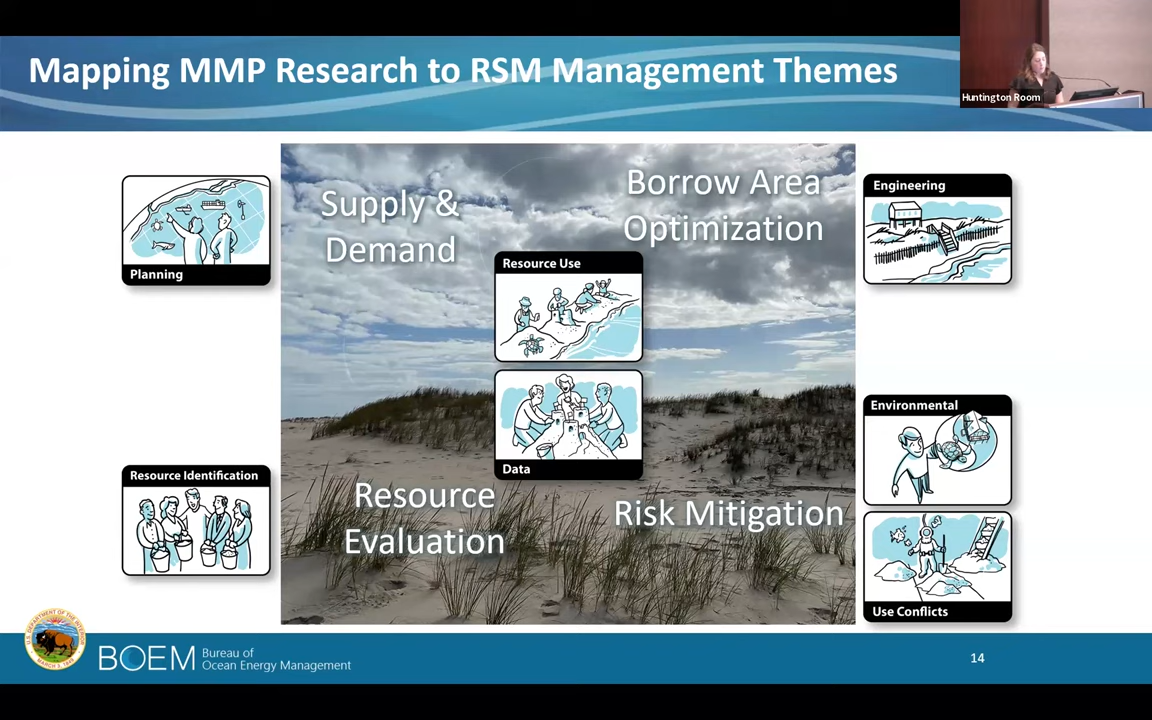 Mapping MMP Research to RSM Management Themes
Huntington Room
Planning
Supply &
Demand
Borrow Area
Optimization
Engineering
Resource Use
Data
Environmental
Resource Identification
Resource
Evaluation
Risk Mitigation
Use Conflicts
BOEM
Bureau of
Ocean Energy Management
14